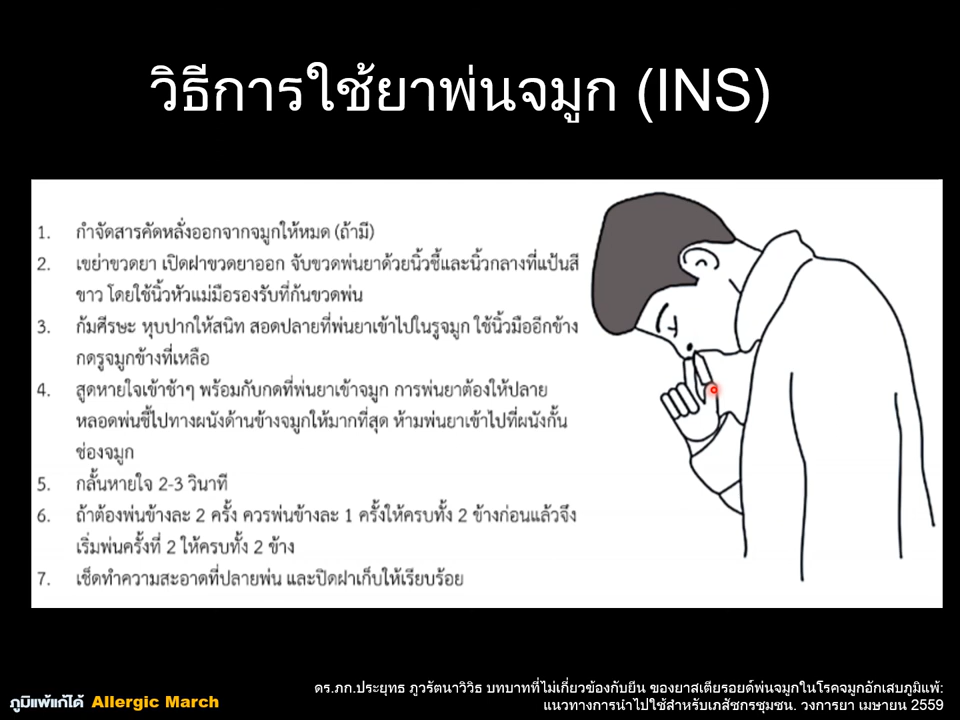 วิธีการใช้ยาพ่นจมูก (INS)
1. กำจัดสารคัดหลั่งออกจากจมูกให้หมด (ถ้ามี)
2. เขย่าขวดยา เปิดฝาขวดยาออก จับขวดพ่นยาด้วยนิ้วชี้และนิ้วกลางที่แป้นสี
ขาว โดยใช้นิ้วหัวแม่มือรองรับที่ก้นขวดพ่น
3. ก้มศีรษะ หุบปากให้สนิท สอดปลายที่พ่นยาเข้าไปในรูจมูก ใช้นิ้วมืออีกข้าง
กดรูจมูกข้างที่เหลือ
4. สูดหายใจเข้าช้าๆ พร้อมกับกดที่พ่นยาเข้าจมูก การพ่นยาต้องให้ปลาย
หลอดพ่นชี้ไปทางผนังด้านข้างจมูกให้มากที่สุด ห้ามพ่นยาเข้าไปที่ผนังกั้น
ช่องจมูก
5. กลั้นหายใจ 2-3 วินาที
6. ถ้าต้องพ่นข้างละ 2 ครั้ง ควรพ่นข้างละ 1 ครั้งให้ครบทั้ง 2 ข้างก่อนแล้วจึง
เริ่มพ่นครั้งที่ 2 ให้ครบทั้ง 2 ข้าง
7. เช็ดทำความสะอาดที่ปลายพ่น และปิดฝาเก็บให้เรียบร้อย
ดร.ภก.ประยุทธ ภูวรัตนาวิวิธ บทบาทที่ไม่เกี่ยวข้องกับยีน ของยาสเตียรอยด์พ่นจมูกในโรคจมูกอักเสบภูมิแพ้:
แนวทางการนำไปใช้สำหรับเภสัชกรชุมชน. วงการยา เมษายน 2559
ภูมิแพ้แก้ได้ Allergic March